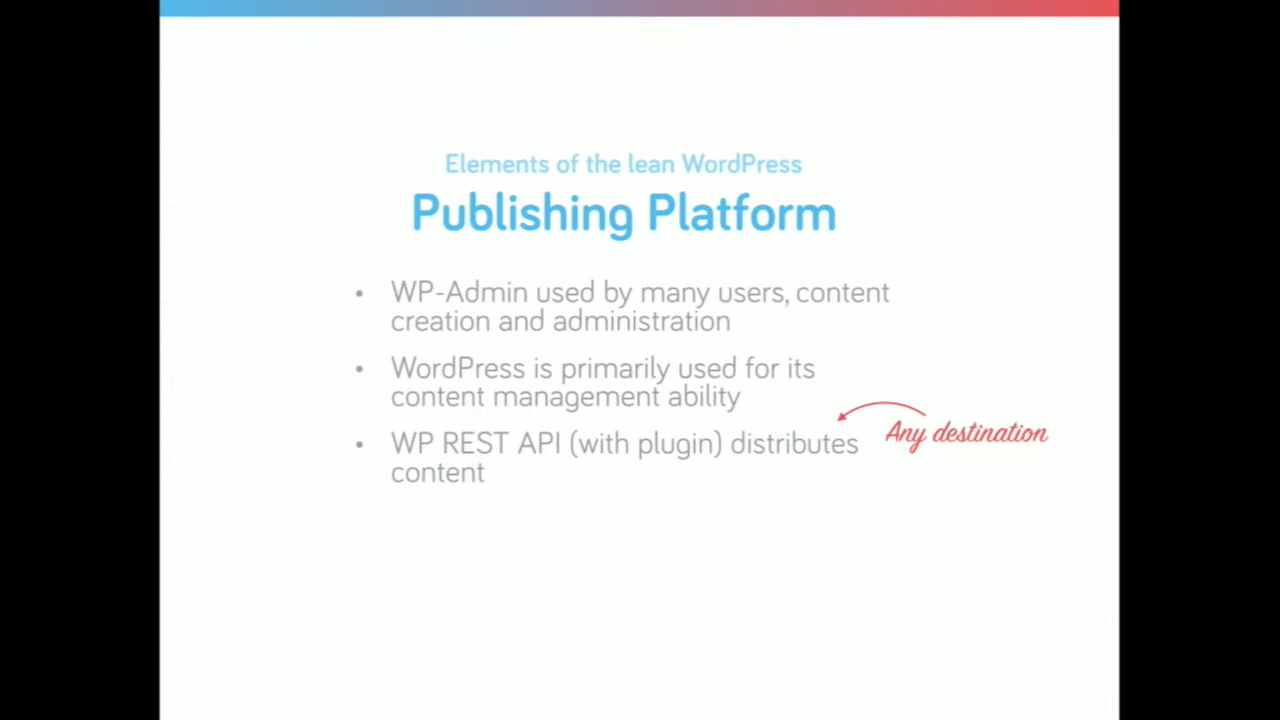 Elements of the lean WordPress
Publishing Platform
• WP-Admin used by many users, content
creation and administration
• WordPress is primarily used for its
content management ability
• WP REST API (with plugin) distributes
content
Any destination